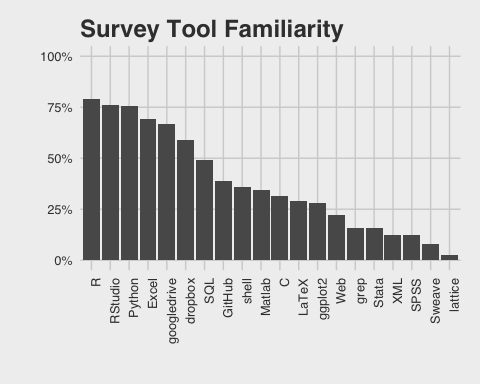 Survey Tool Familiarity
100%
75%
50%
25%
0%
R
RStudio
Python
Excel
googledrive
dropbox
SQL
GitHub
shell
Matlab
C
LaTeX
ggplot2
Web
grep
Stata
XML
SPSS
Sweave
lattice